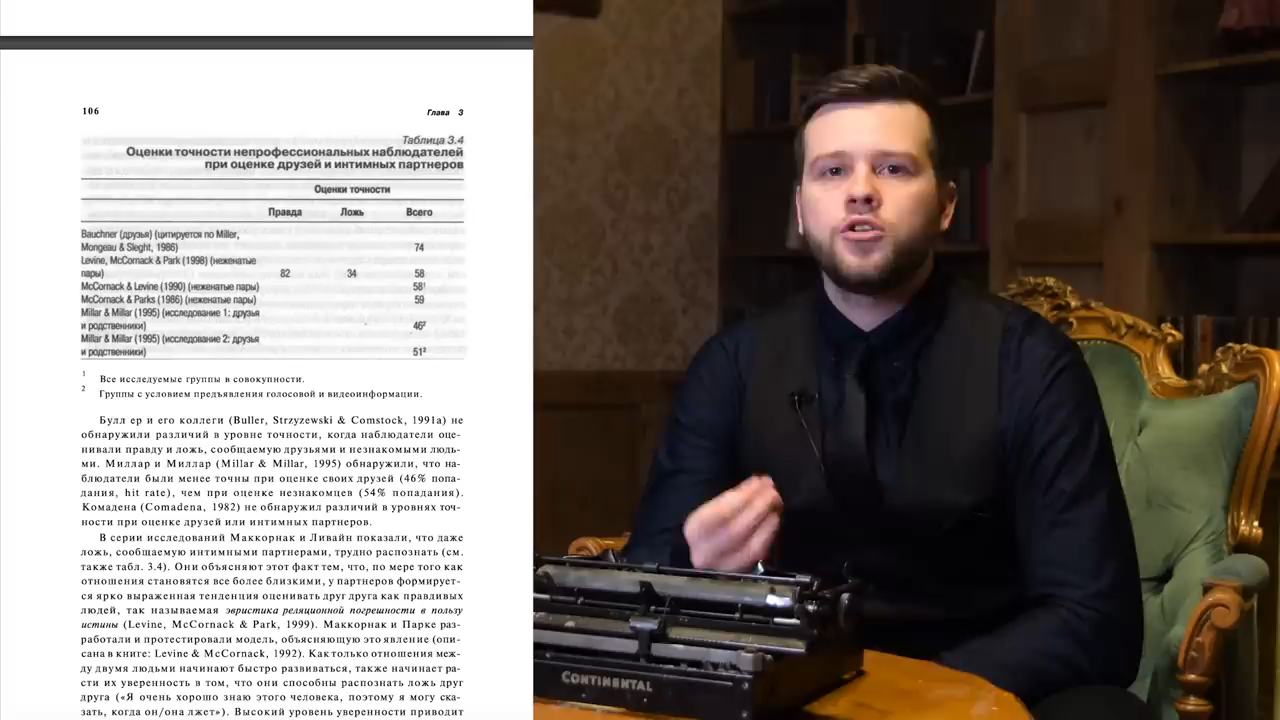 106
Глава 3
Таблица 3.4
Оценки точности непрофессиональных наблюдателей
при оценке друзей и интимных партнеров
Оценки точности
Правда Ложь Всего
Bauchner (друзья) (цитируется по Miller,
Mongeau & Sleght, 1986) 74
Levine, McCornack & Park (1998) (неженатые
пары) 82 34 58
McCornack & Levine (1990) (неженатые пары) 58¹
McCornack & Parks (1986) (неженатые пары) 59
Millar & Millar (1995) (исследование 1: друзья
и родственники) 46²
Millar & Millar (1995) (исследование 2: друзья
и родственники) 51²
1 Все исследуемые группы в совокупности.
2 Группы с условием предъявления голосовой и видеоинформации.
Булл ер и его коллеги (Buller, Strzyzewski & Comstock, 1991a) не
обнаружили различий в уровне точности, когда наблюдатели оце-
нивали правду и ложь, сообщаемую друзьями и незнакомыми людь-
ми. Миллар и Миллар (Millar & Millar, 1995) обнаружили, что на-
блюдатели были менее точны при оценке своих друзей (46% попа-
дания, hit rate), чем при оценке незнакомцев (54% попадания).
Комадена (Comadena, 1982) не обнаружил различий в уровнях точ-
ности при оценке друзей или интимных партнеров.
В серии исследований Маккорнак и Ливайн показали, что даже
ложь, сообщаемую интимными партнерами, трудно распознать (см.
также табл. 3.4). Они объясняют этот факт тем, что, по мере того как
отношения становятся все более близкими, у партнеров формирует-
ся ярко выраженная тенденция оценивать друг друга как правдивых
людей, так называемая эвристика реляционной погрешности в пользу
истины (Levine, McCornack & Park, 1999). Маккорнак и Парке раз-
работали и протестировали модель, объясняющую это явление (опи-
сана в книге: Levine & McCornack, 1992). Как только отношения меж-
ду двумя людьми начинают быстро развиваться, также начинает ра-
сти их уверенность в том, что они способны распознать ложь друг
друга («Я очень хорошо знаю этого человека, поэтому я могу ска-
зать, когда он/она лжет»). Высокий уровень уверенности приводит
CONTINENTAL